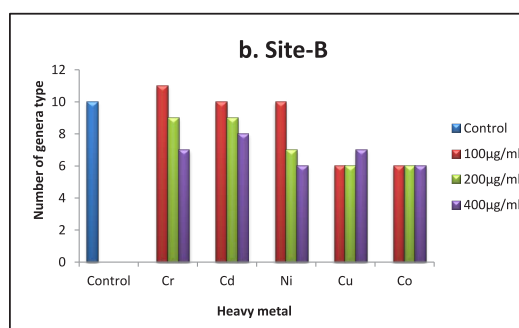 b. Site-B
Number of genera type
12
10
8
6
4
2
0
Control Cr Cd Ni Cu Co
Heavy metal
Control
100µg/ml
200µg/ml
400µg/ml